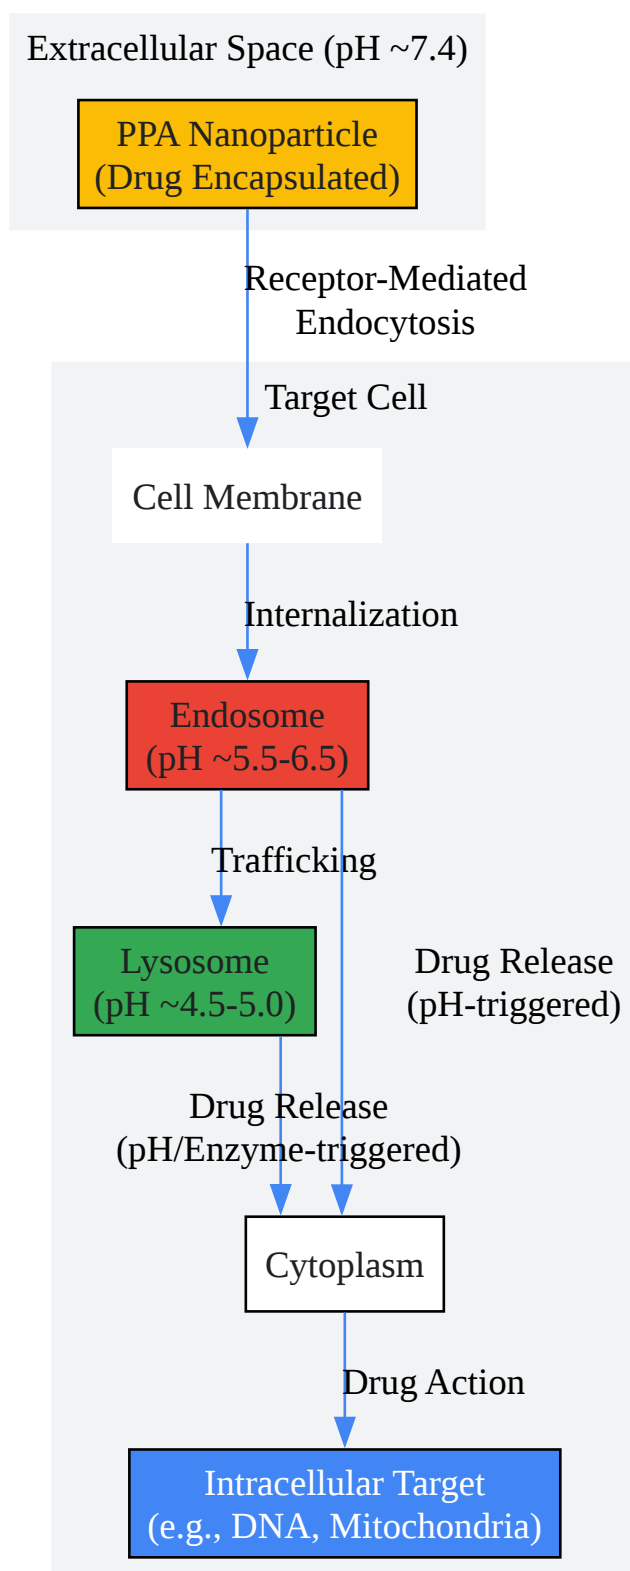 Extracellular Space (pH ~7.4)
PPA Nanoparticle
(Drug Encapsulated)
Receptor-Mediated
Endocytosis
Target Cell
Cell Membrane
Internalization
Endosome
(pH ~5.5-6.5)
Trafficking
Lysosome
(pH ~4.5-5.0)
Drug Release
(pH-triggered)
Drug Release
(pH/Enzyme-triggered)
Cytoplasm
Drug Action
Intracellular Target
(e.g., DNA, Mitochondria)